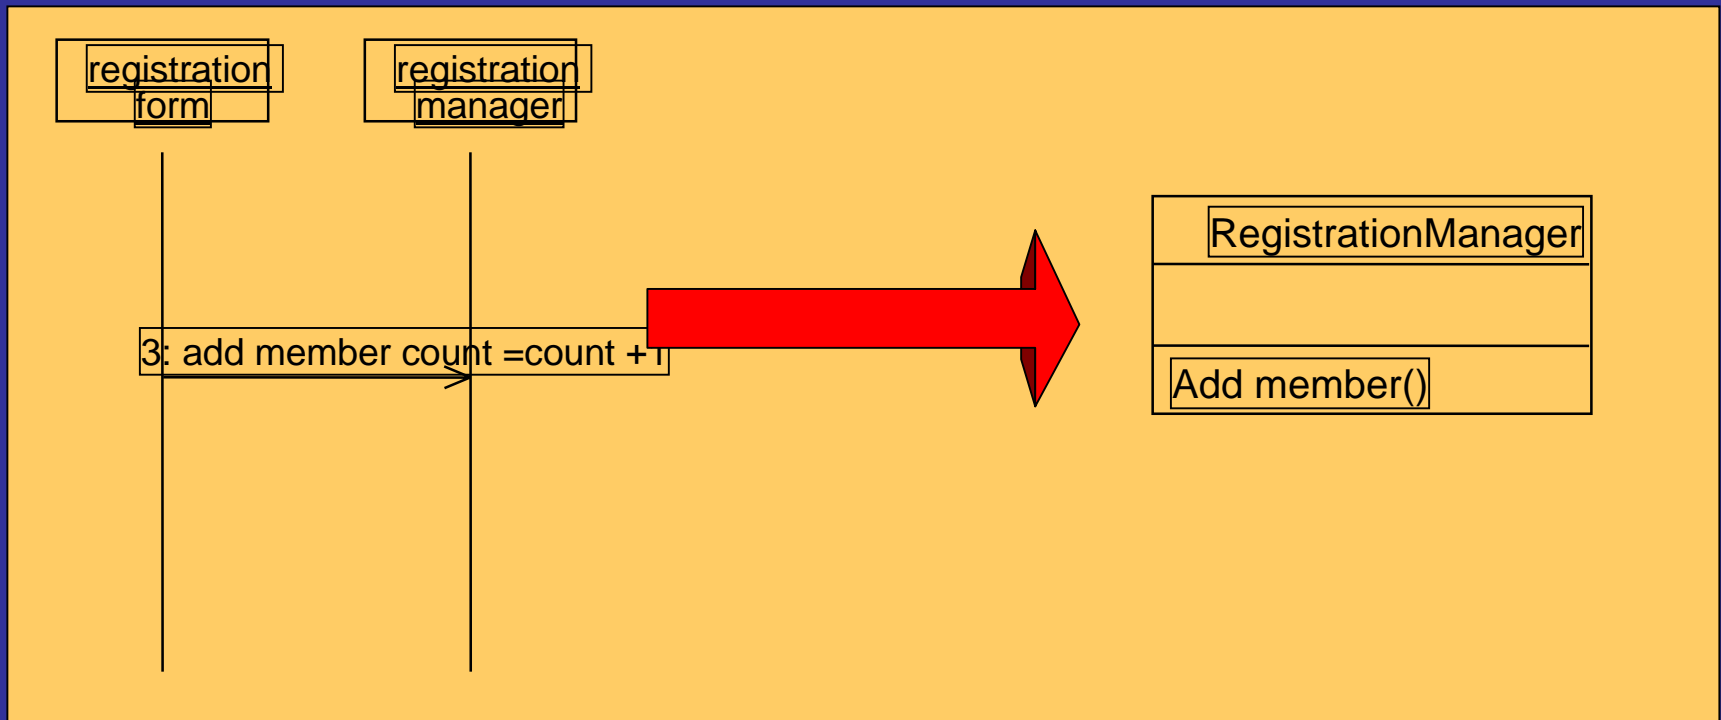 registration
form
registration
manager
RegistrationManager
3: add member count =count +1
Add member()